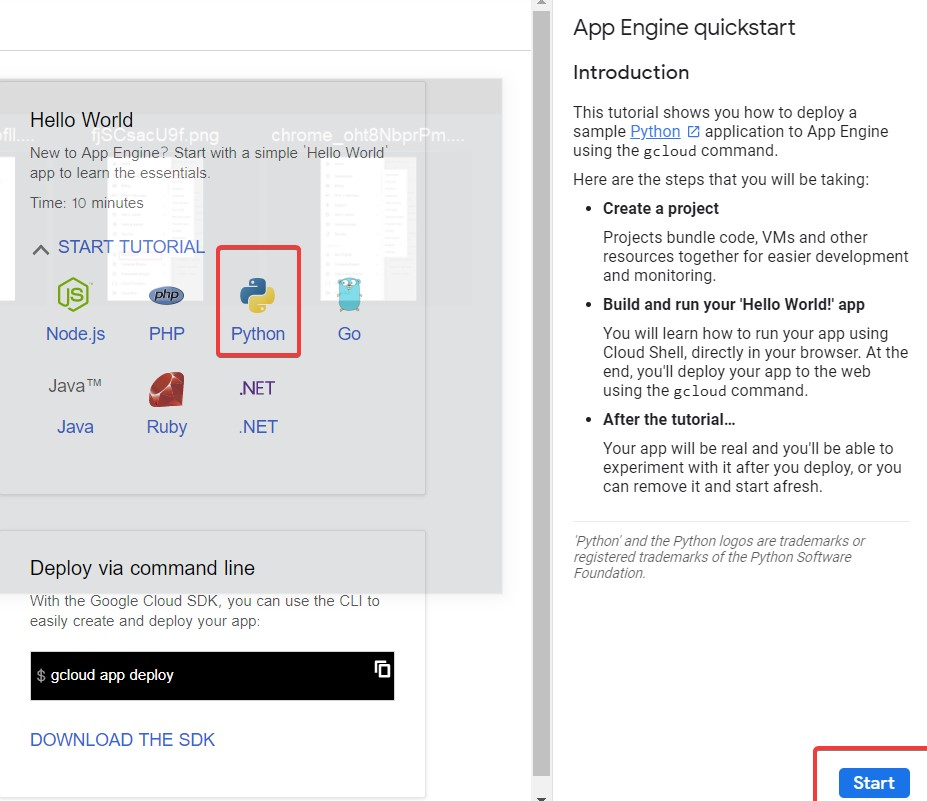 Hello World
fjSCsacU9f.png
chrome_oht8NbprPm....
New to App Engine? Start with a simple 'Hello World'
app to learn the essentials.
Time: 10 minutes
START TUTORIAL
JS
php
Node.js
PHP
Python
Go
Java™
.NET
Java
Ruby
.NET
Deploy via command line
With the Google Cloud SDK, you can use the CLI to
easily create and deploy your app:
$ gcloud app deploy
DOWNLOAD THE SDK
App Engine quickstart
Introduction
This tutorial shows you how to deploy a
sample Python application to App Engine
using the gcloud command.
Here are the steps that you will be taking:
• Create a project
Projects bundle code, VMs and other
resources together for easier development
and monitoring.
• Build and run your 'Hello World!' app
You will learn how to run your app using
Cloud Shell, directly in your browser. At the
end, you'll deploy your app to the web
using the gcloud command.
• After the tutorial...
Your app will be real and you'll be able to
experiment with it after you deploy, or you
can remove it and start afresh.
'Python' and the Python logos are trademarks or
registered trademarks of the Python Software
Foundation.
Start